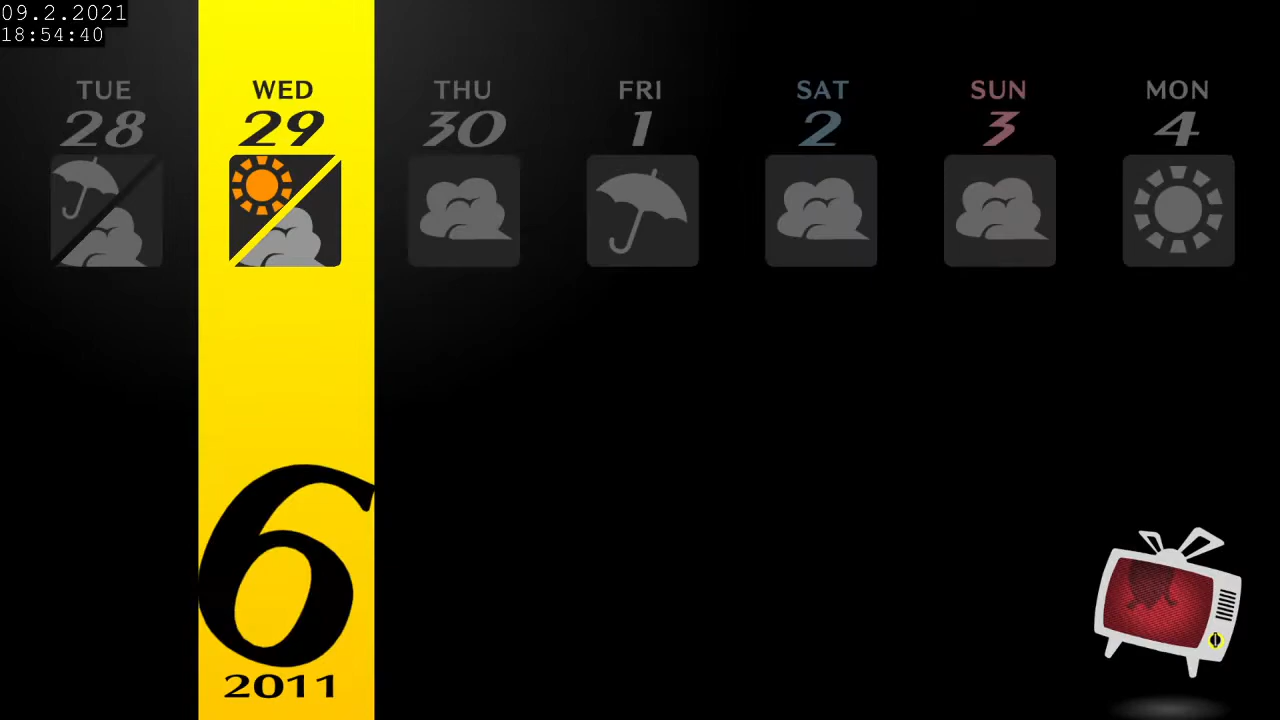 09.2.2021
18:54:40
TUE WED THU FRI SAT SUN MON
28 29 30 1 2 3 4
6
2011